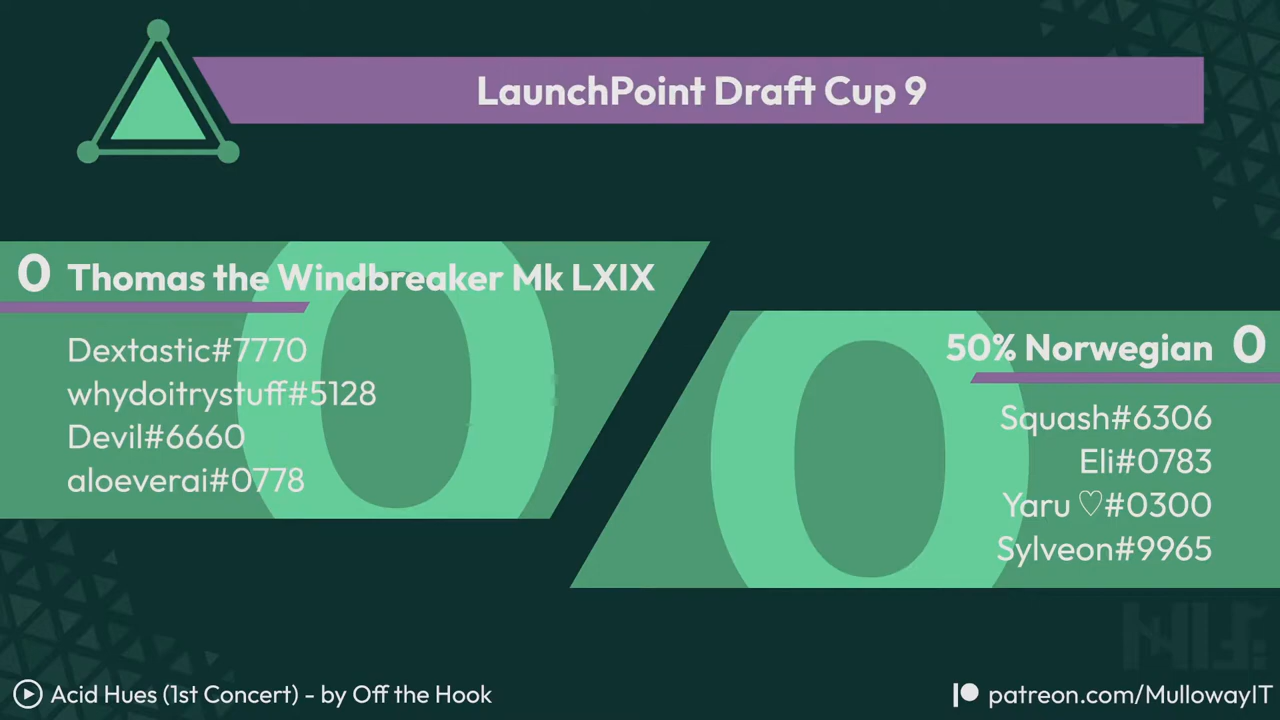 LaunchPoint Draft Cup 9
0 Thomas the Windbreaker Mk LXIX
0
Dextastic#7770
whydoitrystuff#5128
Devil#6660
aloeverai#0778
50% Norwegian 0
0
Squash#6306
Eli#0783
Yaru ♡#0300
Sylveon#9965
Acid Hues (1st Concert) - by Off the Hook
patreon.com/MullowayIT